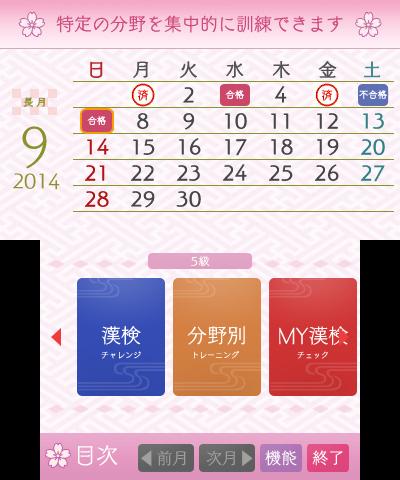 特定の分野を集中的に訓練できます
長月
9
2014
日 月 火 水 木 金 土
済 2 合格 4 済 不合格
合格 8 9 10 11 12 13
14 15 16 17 18 19 20
21 22 23 24 25 26 27
28 29 30
5級
漢検
チャレンジ
分野別
トレーニング
MY漢検
チェック
目次
前月
次月
機能
終了